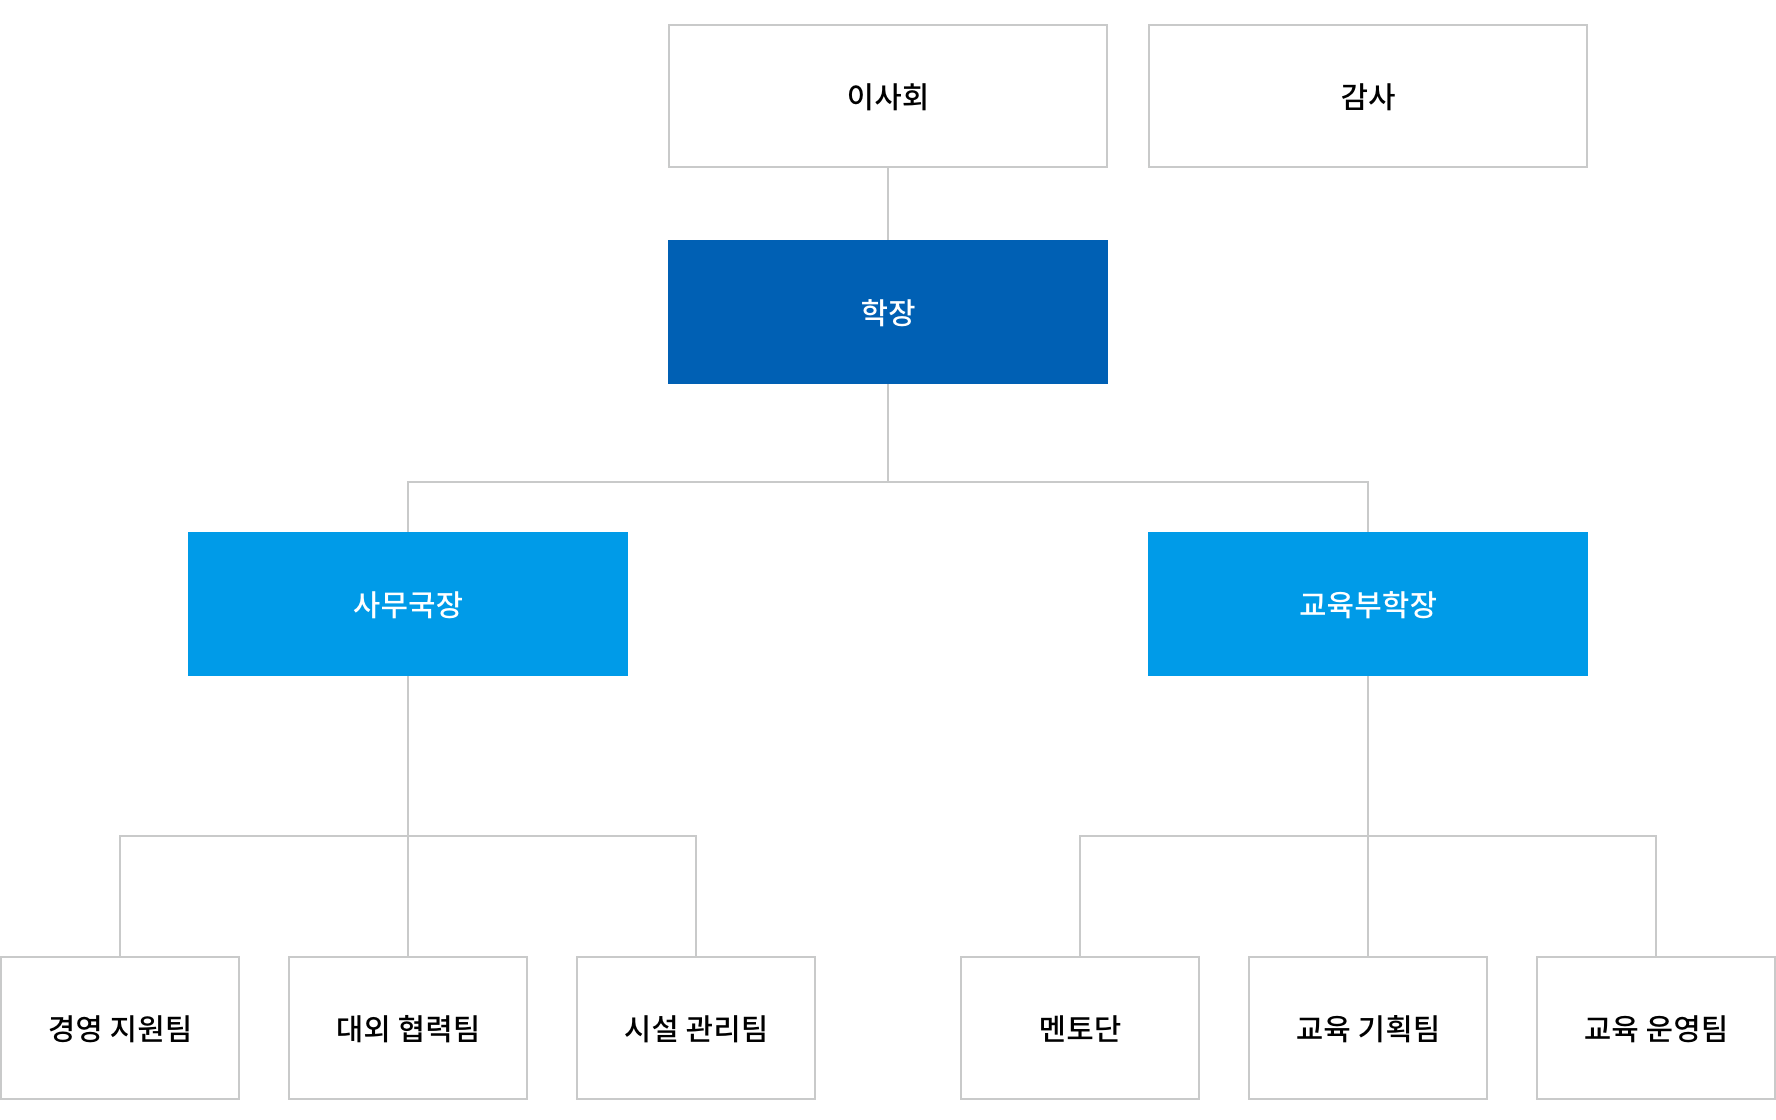 이사회
감사
학장
사무국장
교육부학장
경영 지원팀
대외 협력팀
시설 관리팀
멘토단
교육 기획팀
교육 운영팀